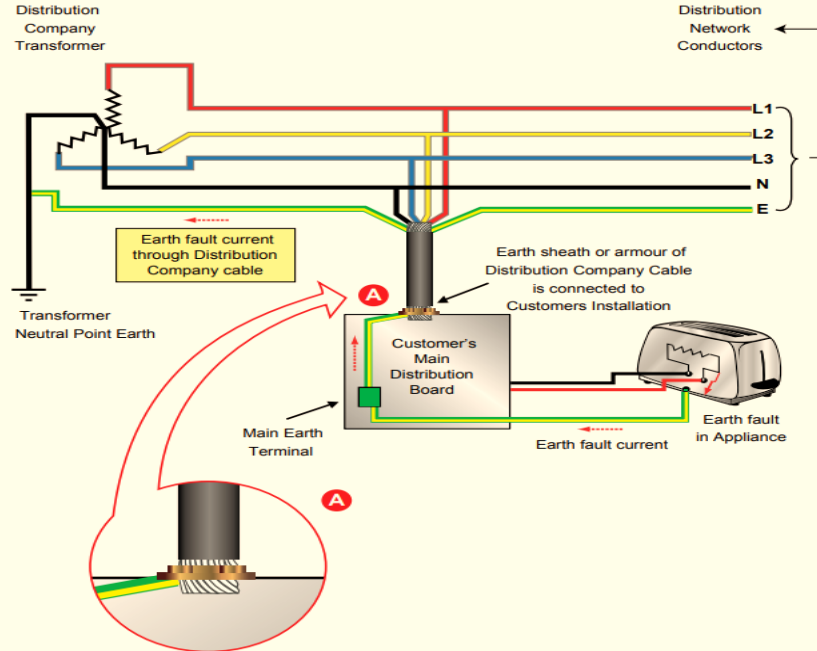 Distribution
Company
Transformer
Distribution
Network
Conductors
L1
L2
L3
N
E
Earth fault current
through Distribution
Company cable
Earth sheath or armour of
Distribution Company Cable
is connected to
Customers Installation
A
Transformer
Neutral Point Earth
Customer's
Main
Distribution
Board
Main Earth
Terminal
Earth fault current
Earth fault
in Appliance
A